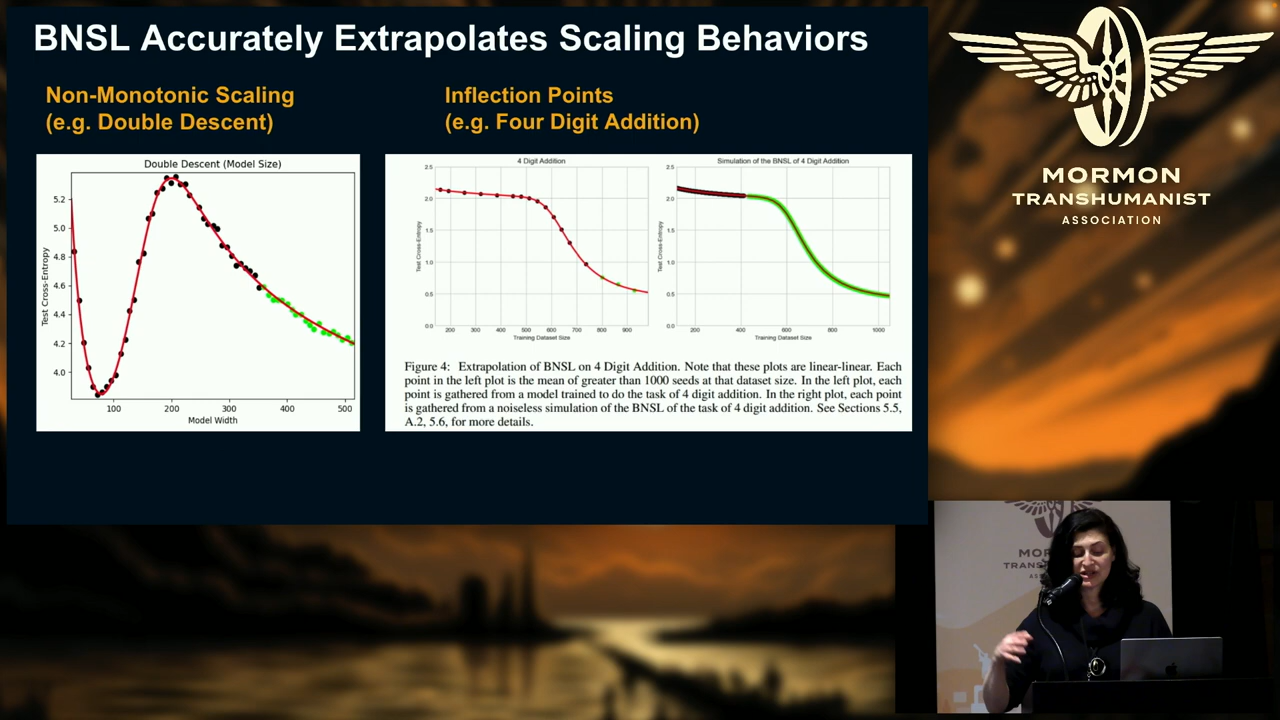 BNSL Accurately Extrapolates Scaling Behaviors
Non-Monotonic Scaling
(e.g. Double Descent)
Inflection Points
(e.g. Four Digit Addition)
Double Descent (Model Size)
Test Cross-Entropy
5.2
5.0
4.8
4.6
4.4
4.2
4.0
100
200
300
400
500
Model Width
4 Digit Addition
Test Cross-Entropy
2.5
2.0
1.5
1.0
0.5
0.0
200
300
400
500
600
700
800
900
Training Dataset Size
Simulation of the BNSL of 4 Digit Addition
Test Cross-Entropy
2.5
2.0
1.5
1.0
0.5
0.0
200
400
600
800
1000
Training Dataset Size
Figure 4: Extrapolation of BNSL on 4 Digit Addition. Note that these plots are linear-linear. Each
point in the left plot is the mean of greater than 1000 seeds at that dataset size. In the left plot, each
point is gathered from a model trained to do the task of 4 digit addition. In the right plot, each point
is gathered from a noiseless simulation of the BNSL of the task of 4 digit addition. See Sections 5.5,
A.2, 5.6, for more details.
MORMON
TRANSHUMANIST
ASSOCIATION